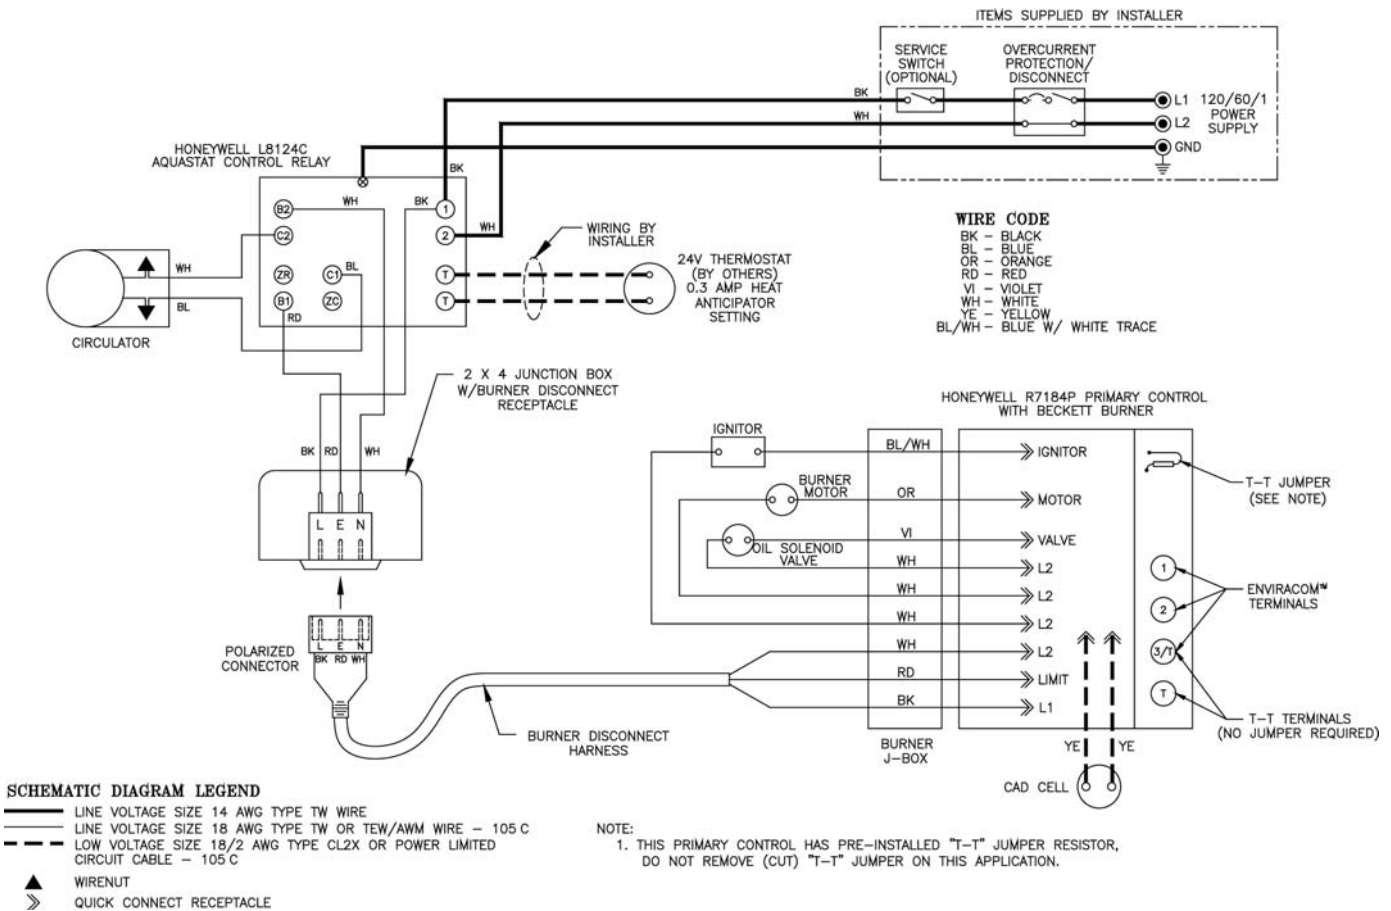 ITEMS SUPPLIED BY INSTALLER
SERVICE
SWITCH
(OPTIONAL)
OVERCURRENT
PROTECTION/
DISCONNECT
BK
WH
L1
L2
GND
120/60/1
POWER
SUPPLY
HONEYWELL L8124C
AQUASTAT CONTROL RELAY
BK
B2
WH
BK
1
C2
2
WH
ZR
C1
BL
T
B1
ZC
T
RD
WH
BL
CIRCULATOR
WIRING BY
INSTALLER
24V THERMOSTAT
(BY OTHERS)
0.3 AMP HEAT
ANTICIPATOR
SETTING
WIRE CODE
BK – BLACK
BL – BLUE
OR – ORANGE
RD – RED
VI – VIOLET
WH – WHITE
YE – YELLOW
BL/WH – BLUE W/ WHITE TRACE
2 X 4 JUNCTION BOX
W/BURNER DISCONNECT
RECEPTACLE
BK RD WH
L E N
POLARIZED
CONNECTOR
L E N
BK RD WH
BURNER DISCONNECT
HARNESS
HONEYWELL R7184P PRIMARY CONTROL
WITH BECKETT BURNER
IGNITOR
BL/WH
IGNITOR
BURNER
MOTOR
OR
MOTOR
OIL SOLENOID
VALVE
VI
VALVE
WH
L2
WH
L2
WH
L2
WH
L2
RD
LIMIT
BK
L1
BURNER
J–BOX
YE
YE
CAD CELL
T–T JUMPER
(SEE NOTE)
1
2
3/T
T
ENVIRACOM™
TERMINALS
T–T TERMINALS
(NO JUMPER REQUIRED)
SCHEMATIC DIAGRAM LEGEND
LINE VOLTAGE SIZE 14 AWG TYPE TW WIRE
LINE VOLTAGE SIZE 18 AWG TYPE TW OR TEW/AWM WIRE – 105 C
LOW VOLTAGE SIZE 18/2 AWG TYPE CL2X OR POWER LIMITED
CIRCUIT CABLE – 105 C
WIRENUT
QUICK CONNECT RECEPTACLE
NOTE:
1. THIS PRIMARY CONTROL HAS PRE–INSTALLED "T–T" JUMPER RESISTOR,
DO NOT REMOVE (CUT) "T–T" JUMPER ON THIS APPLICATION.